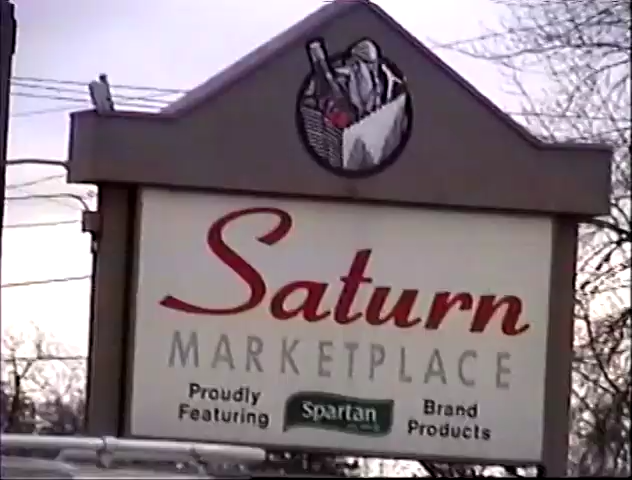 Saturn
MARKETPLACE
Proudly Featuring
Spartan
Brand Products